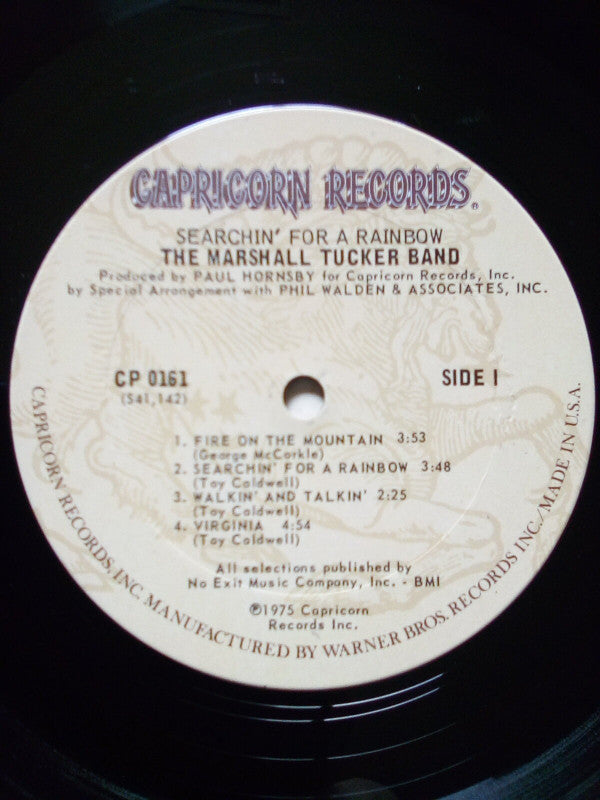 CAPRICORN RECORDS®
SEARCHIN' FOR A RAINBOW
THE MARSHALL TUCKER BAND
Produced by PAUL HORNSBY for Capricorn Records, Inc.
by Special Arrangement with PHIL WALDEN & ASSOCIATES, INC.
CP 0161
(S41,142)
SIDE I
1. FIRE ON THE MOUNTAIN 3:53
(George McCorkle)
2. SEARCHIN' FOR A RAINBOW 3:48
(Toy Caldwell)
3. WALKIN' AND TALKIN' 2:25
(Toy Caldwell)
4. VIRGINIA 4:54
(Toy Caldwell)
All selections published by
No Exit Music Company, Inc. - BMI
℗1975 Capricorn
Records Inc.
CAPRICORN RECORDS, INC. MANUFACTURED BY WARNER BROS. RECORDS INC./MADE IN U.S.A.